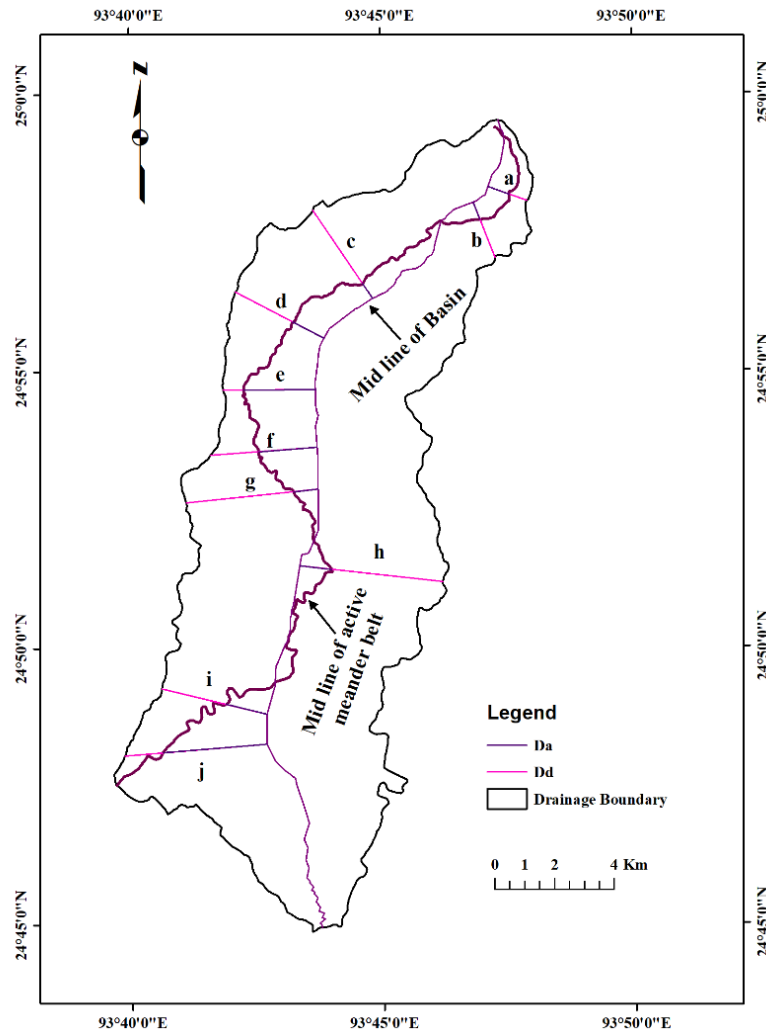 93°40'0"E 93°45'0"E 93°50'0"E
25°0'0"N 25°0'0"N
N
a
b
c
d
Mid line of Basin
24°55'0"N 24°55'0"N
e
f
g
h
Mid line of active
meander belt
24°50'0"N 24°50'0"N
i
j
Legend
Da
Dd
Drainage Boundary
0 1 2 4 Km
24°45'0"N 24°45'0"N
93°40'0"E 93°45'0"E 93°50'0"E